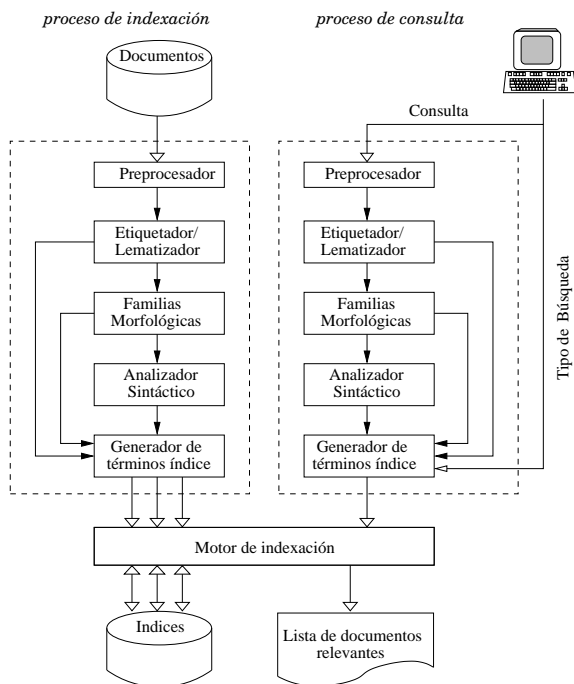 proceso de indexación
proceso de consulta
Documentos
Consulta
Preprocesador
Etiquetador/
Lematizador
Familias
Morfológicas
Analizador
Sintáctico
Generador de
términos índice
Preprocesador
Etiquetador/
Lematizador
Familias
Morfológicas
Analizador
Sintáctico
Generador de
términos índice
Tipo de Búsqueda
Motor de indexación
Indices
Lista de documentos
relevantes